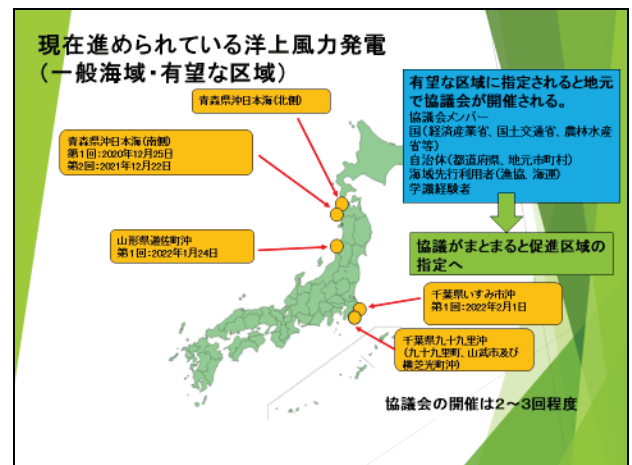 現在進められている洋上風力発電
（一般海域・有望な区域）
青森県沖日本海（北側）
青森県沖日本海（南側）
第1回：2020年12月25日
第2回：2021年12月22日
山形県遊佐町沖
第1回：2022年1月24日
有望な区域に指定されると地元
で協議会が開催される。
協議会メンバー
国（経済産業省、国土交通省、農林水産
省等）
自治体（都道府県、地元市町村）
海域先行利用者（漁協、海運）
学識経験者
協議がまとまると促進区域の
指定へ
千葉県いすみ市沖
第1回：2022年2月1日
千葉県九十九里沖
（九十九里町、山武市及び
横芝光町沖）
協議会の開催は２～３回程度